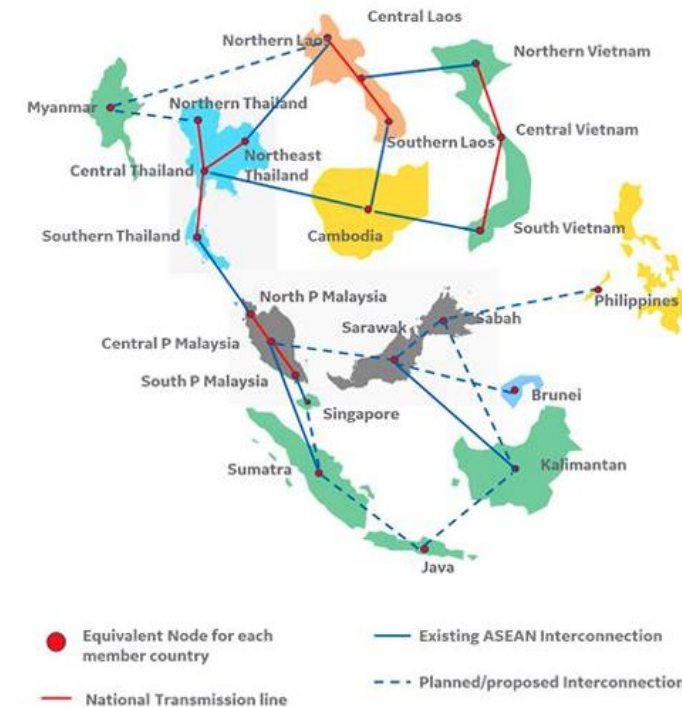 Central Laos
Northern Laos
Northern Vietnam
Myanmar
Northern Thailand
Central Vietnam
Southern Laos
Northeast
Thailand
Central Thailand
South Vietnam
Southern Thailand
Cambodia
North P Malaysia
Philippines
Sarawak
Sabah
Central P Malaysia
South P Malaysia
Brunei
Singapore
Sumatra
Kalimantan
Java
Equivalent Node for each
member country
Existing ASEAN Interconnection
National Transmission line
Planned/proposed Interconnection